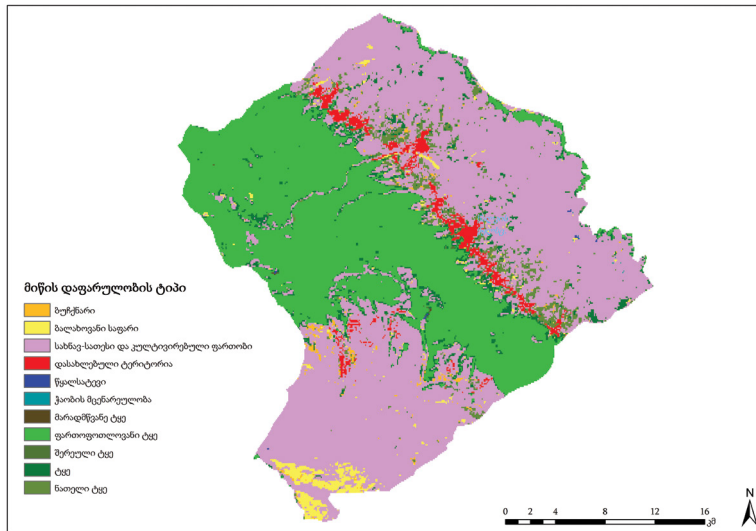 მიწის დაფარულობის ტიპი
ბუჩქნარი
ბალახოვანი საფარი
სახნავ-სათესი და კულტივირებული ფართობი
დასახლებული ტერიტორია
წყალსატევი
ჭაობის მცენარეულობა
მარადმწვანე ტყე
ფართოფოთლოვანი ტყე
შერეული ტყე
ტყე
ნათელი ტყე
0 2 4 8 12 16
კმ
N